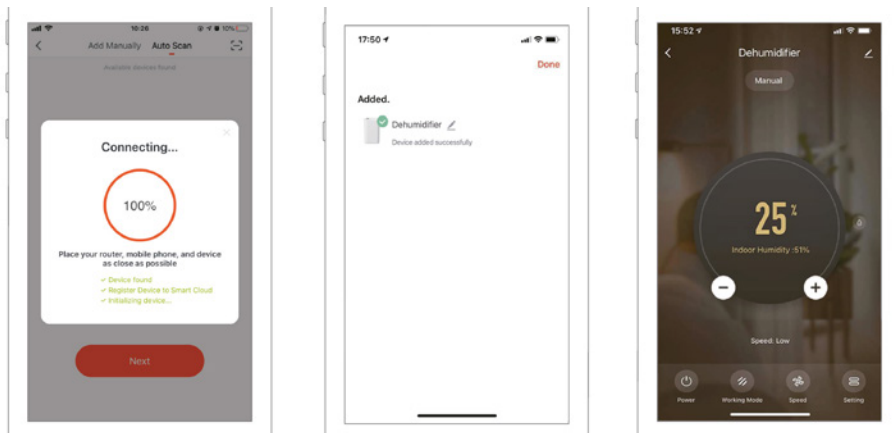 16:36
10%
Add Manually Auto Scan
Available devices found
Connecting...
100%
Place your router, mobile phone, and device
as close as possible
✓ Device found
✓ Register Device to Smart Cloud
✓ Initializing device...
Next
17:50
Done
Added.
Dehumidifier
Device added successfully
15:52
Dehumidifier
Manual
25%
Indoor Humidity :51%
Speed: Low
Power Working Mode Speed Setting